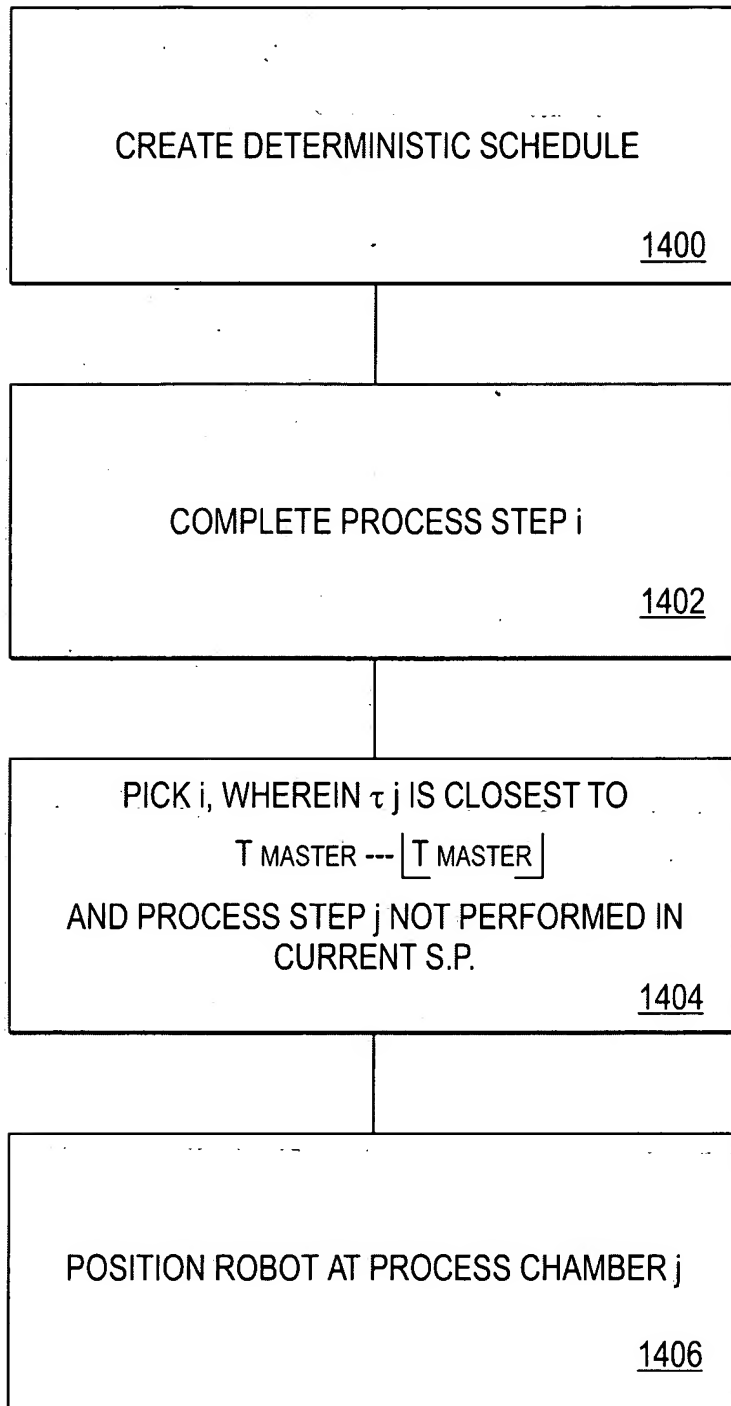 CREATE DETERMINISTIC SCHEDULE
1400
COMPLETE PROCESS STEP i
1402
PICK i, WHEREIN τ j IS CLOSEST TO
T MASTER --- ⌊T MASTER⌋
AND PROCESS STEP j NOT PERFORMED IN
CURRENT S.P.
1404
POSITION ROBOT AT PROCESS CHAMBER j
1406